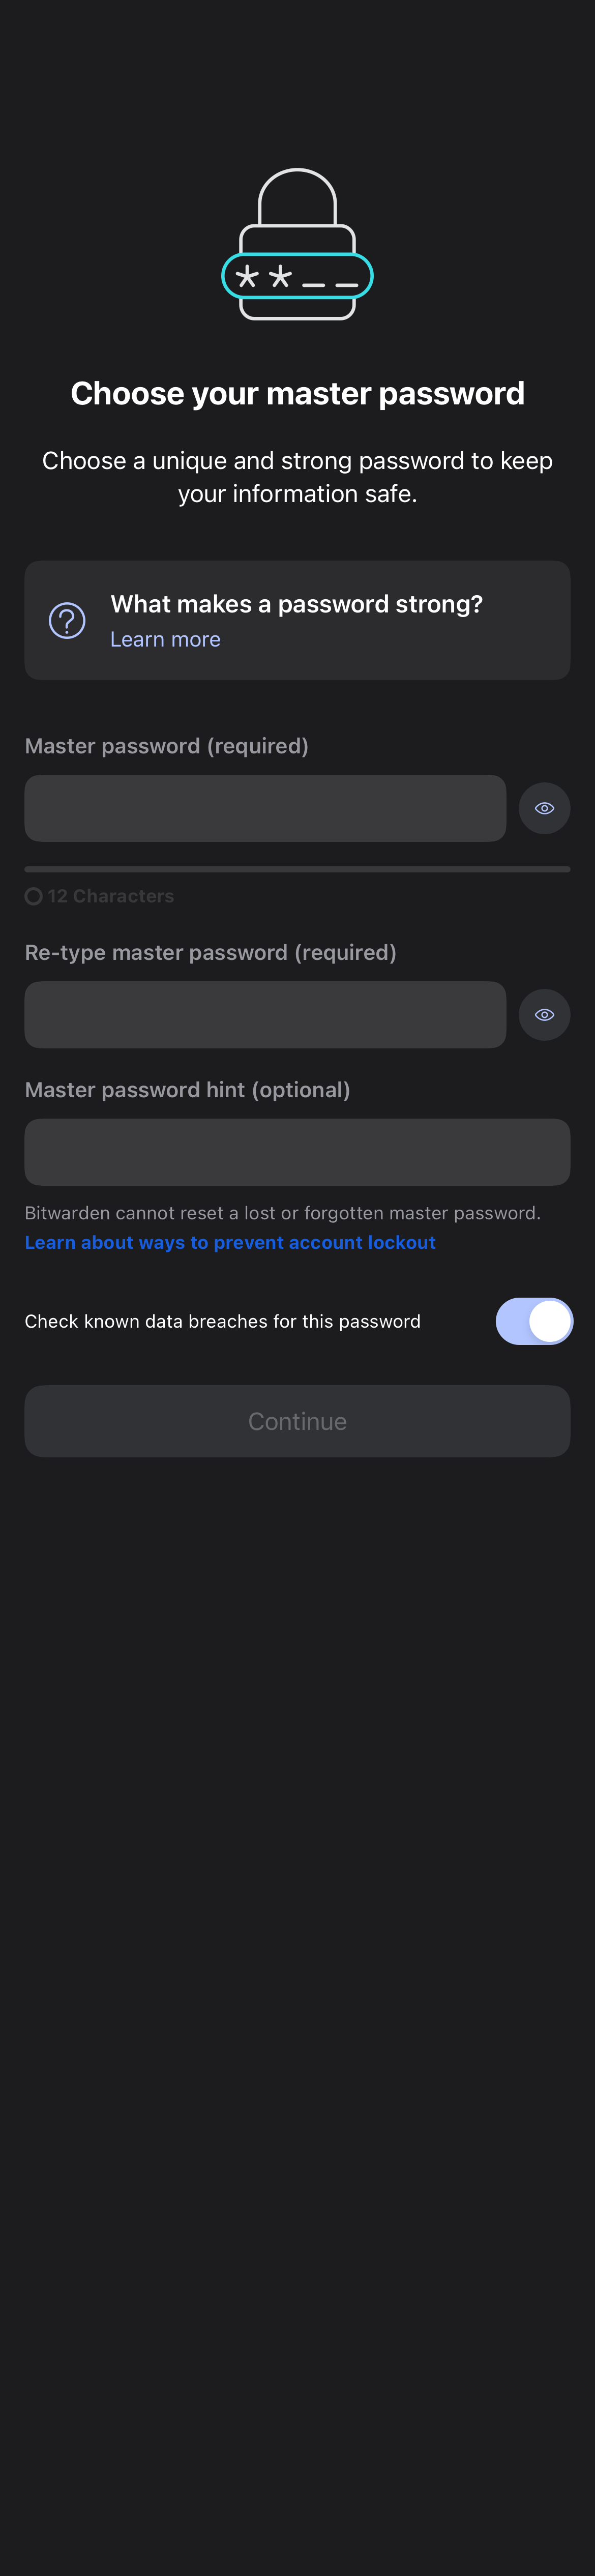 * * _ _
Choose your master password
Choose a unique and strong password to keep
your information safe.
What makes a password strong?
Learn more
Master password (required)
12 Characters
Re-type master password (required)
Master password hint (optional)
Bitwarden cannot reset a lost or forgotten master password.
Learn about ways to prevent account lockout
Check known data breaches for this password
Continue